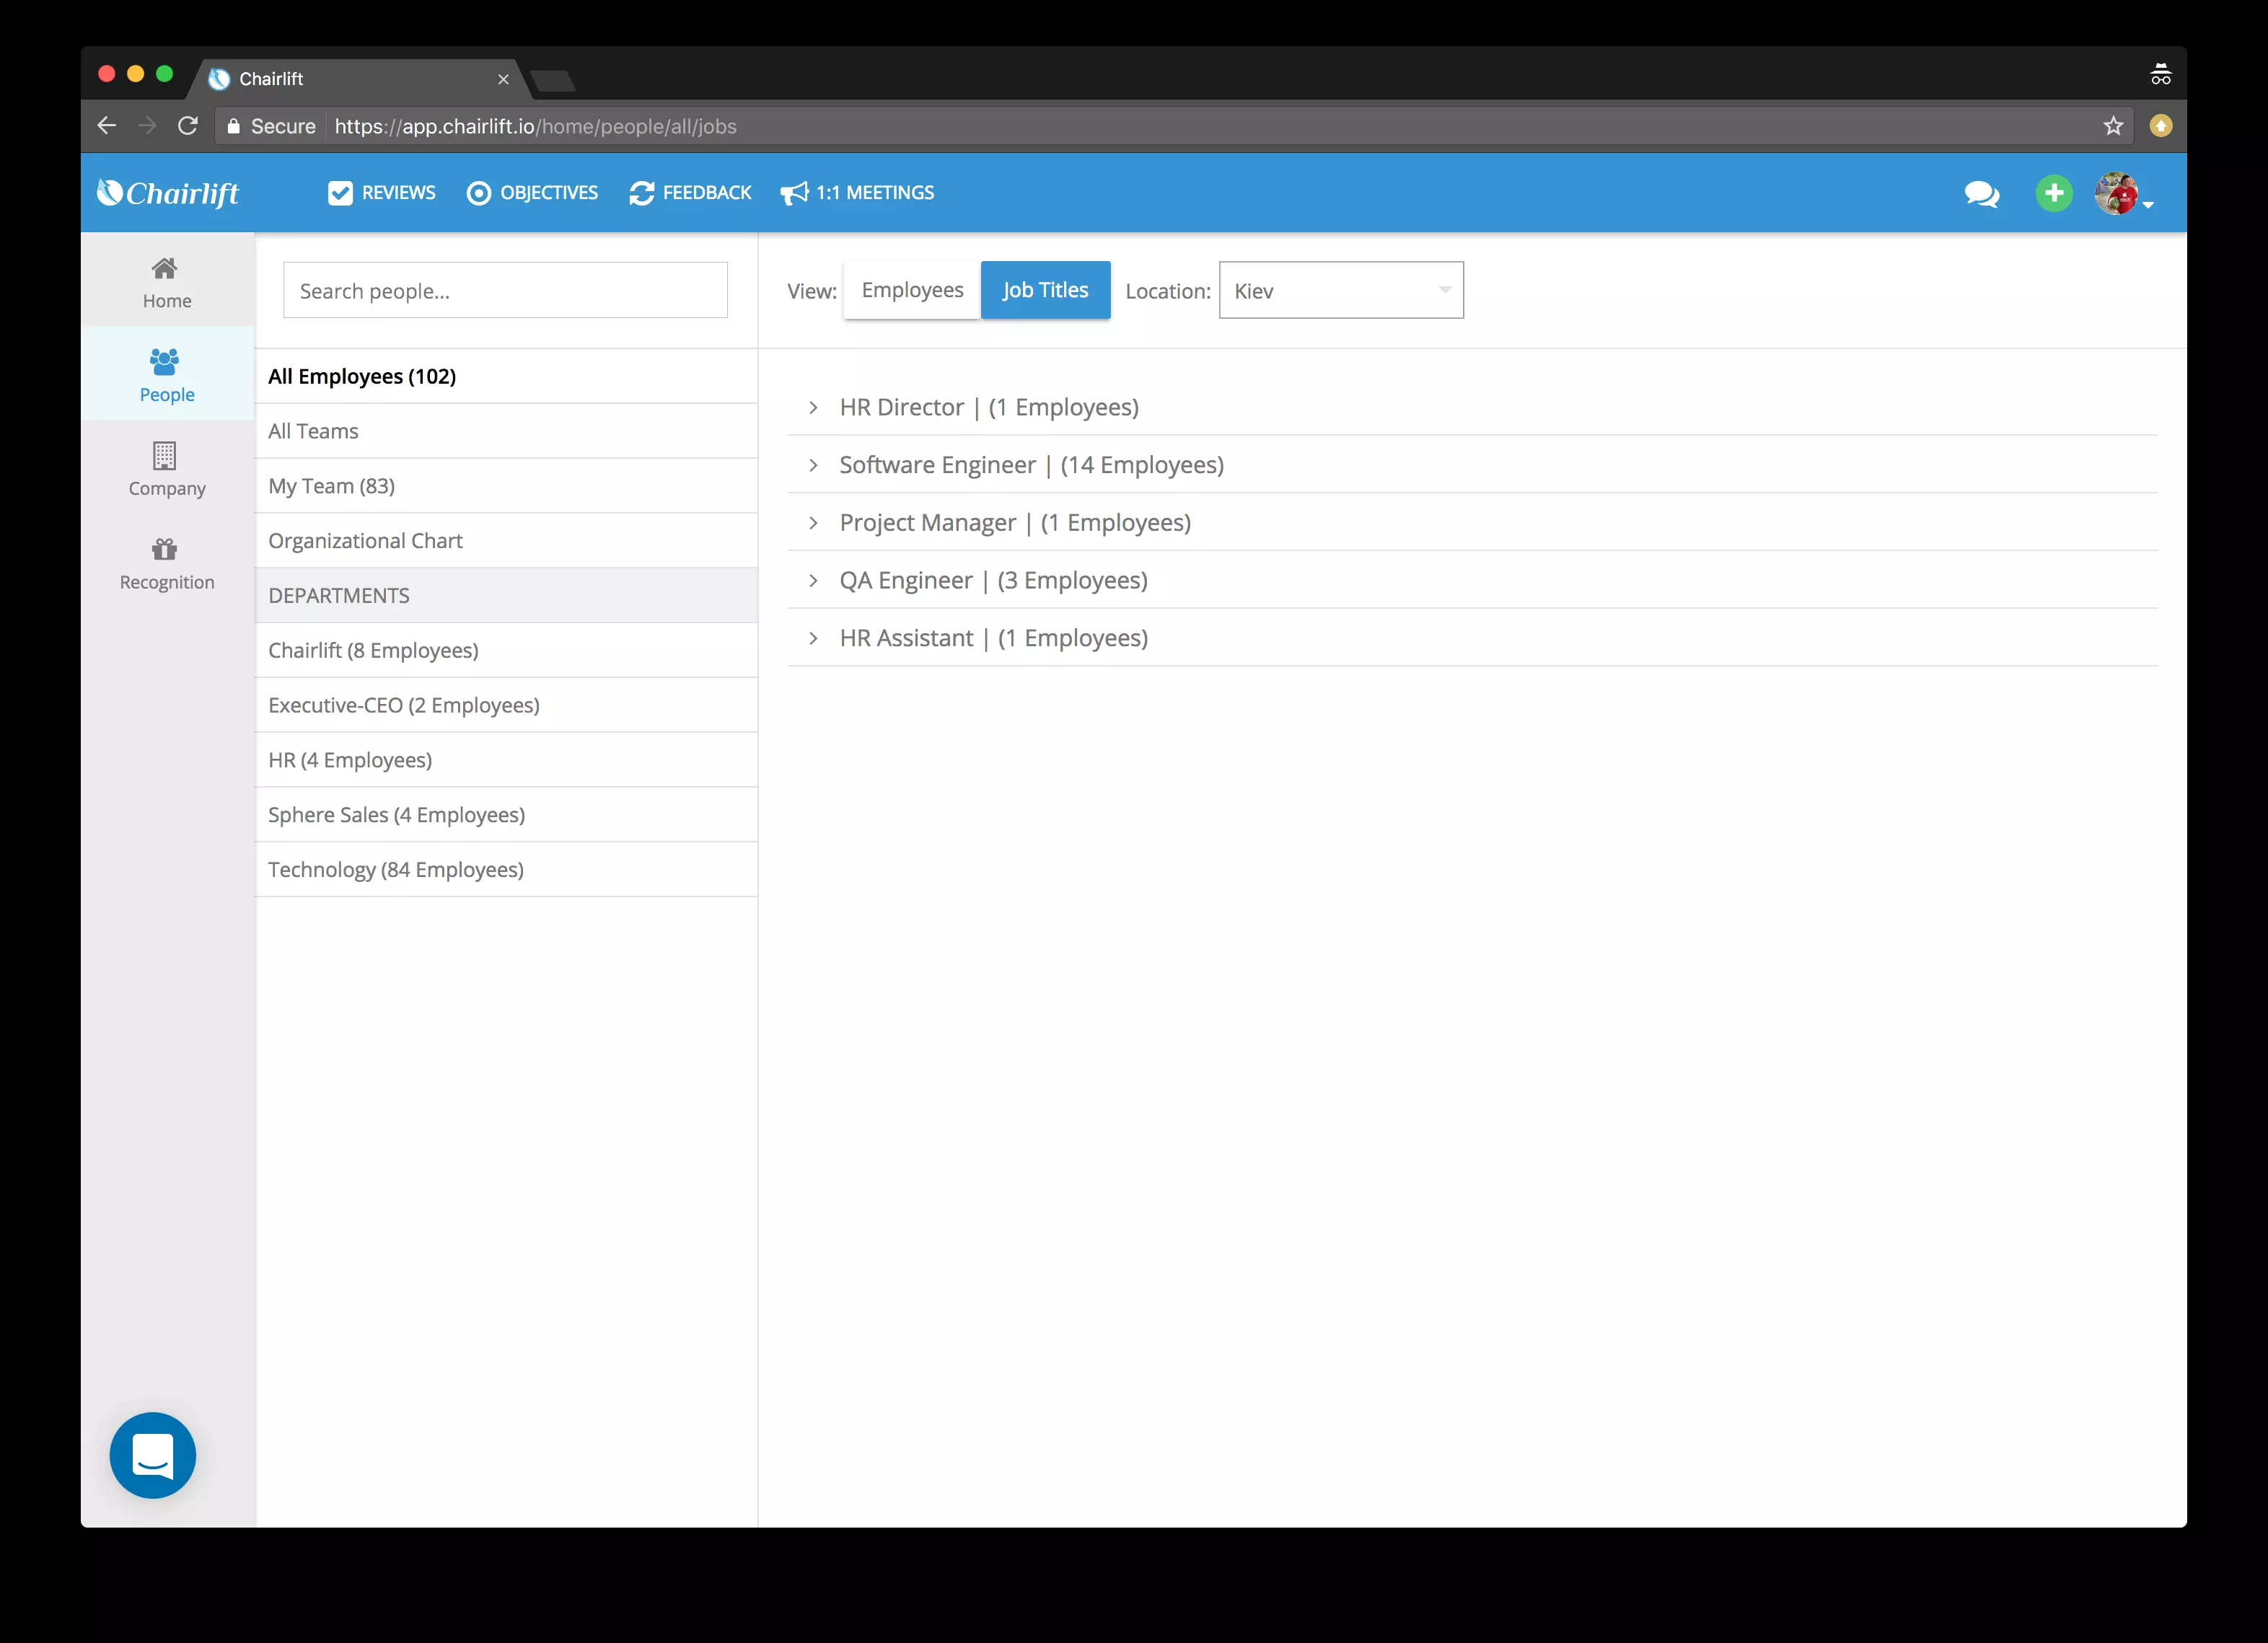 Chairlift
Secure https://app.chairlift.io/home/people/all/jobs
Chairlift REVIEWS OBJECTIVES FEEDBACK 1:1 MEETINGS
Home
People
Company
Recognition
Search people...
All Employees (102)
All Teams
My Team (83)
Organizational Chart
DEPARTMENTS
Chairlift (8 Employees)
Executive-CEO (2 Employees)
HR (4 Employees)
Sphere Sales (4 Employees)
Technology (84 Employees)
View: Employees Job Titles Location: Kiev
HR Director | (1 Employees)
Software Engineer | (14 Employees)
Project Manager | (1 Employees)
QA Engineer | (3 Employees)
HR Assistant | (1 Employees)